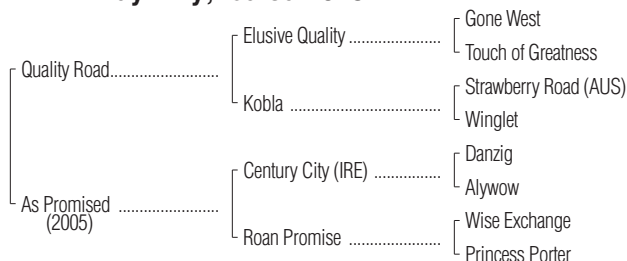 Gone West
Elusive Quality ...........................
Touch of Greatness
Quality Road...............................
Strawberry Road (AUS)
Kobla ............................................
Winglet
Danzig
Century City (IRE) .....................
Alywow
As Promised .............................
(2005)
Wise Exchange
Roan Promise ............................
Princess Porter